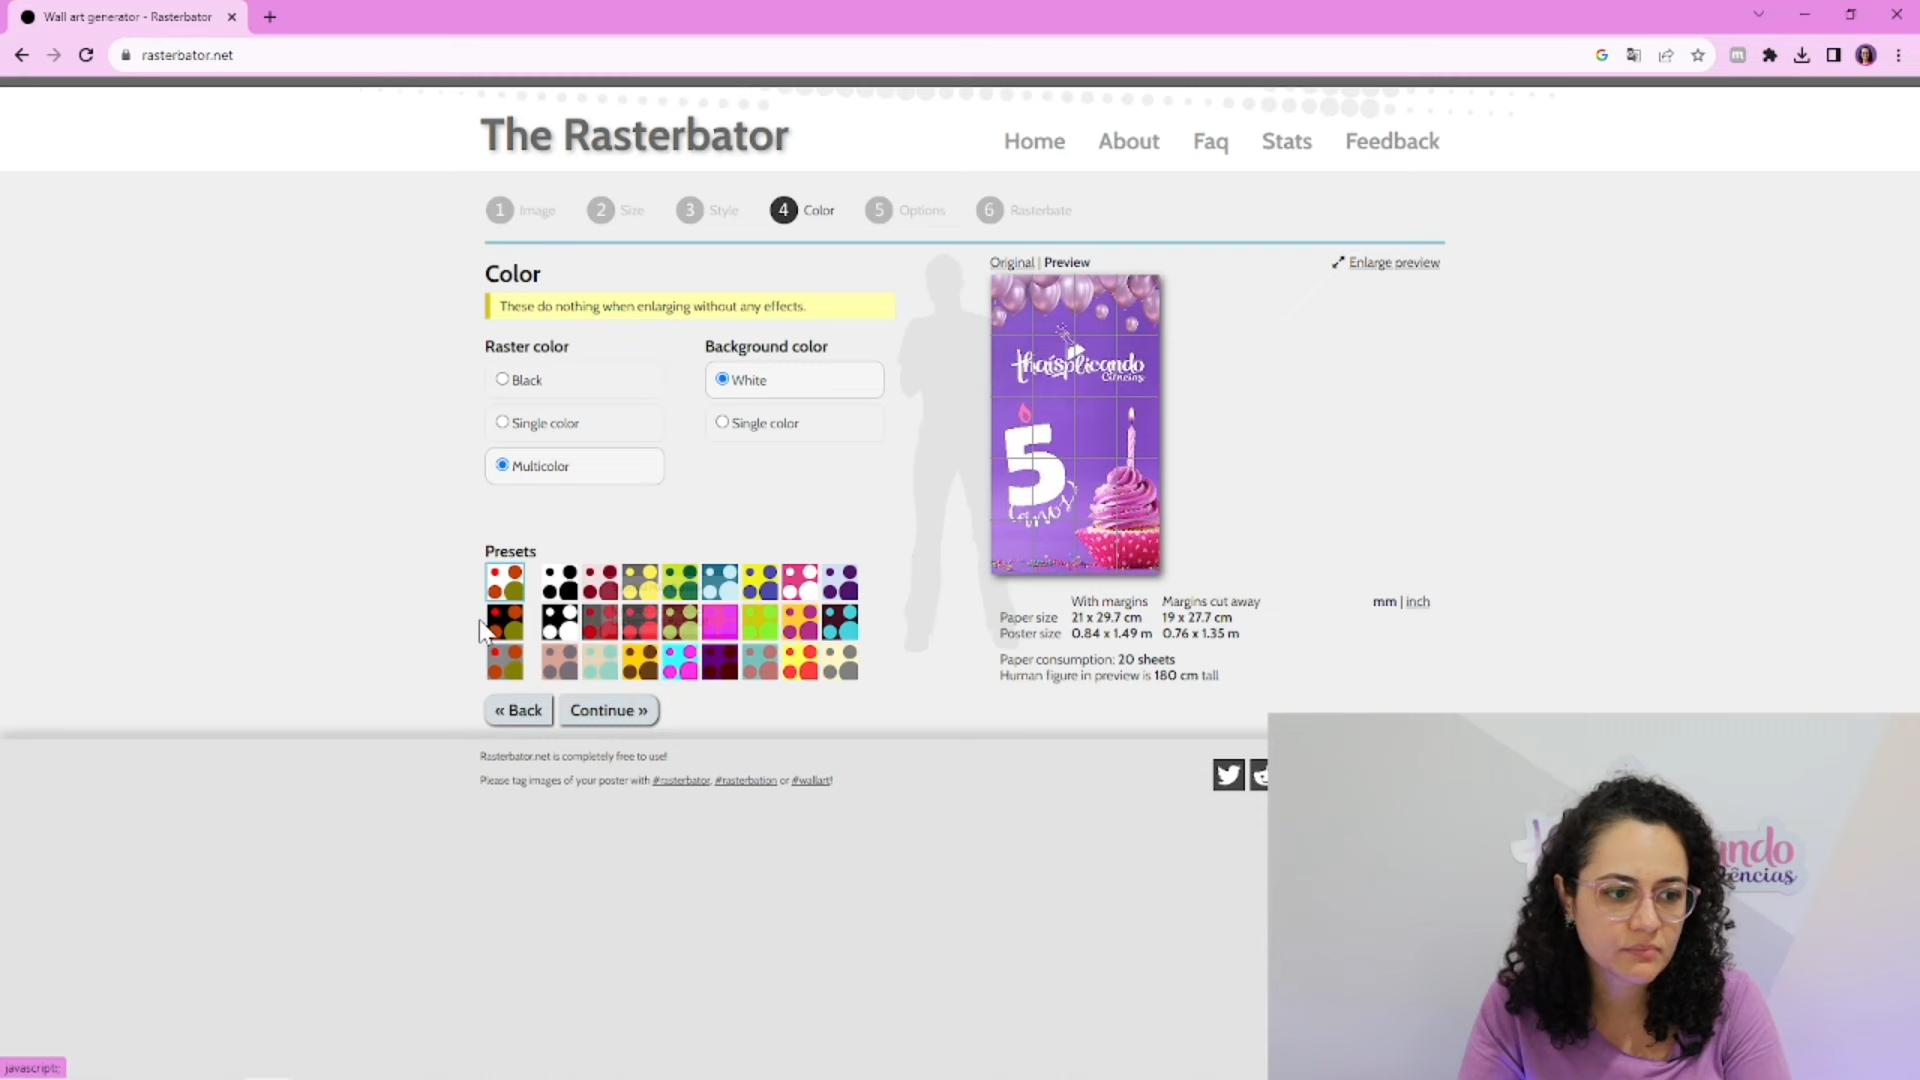 Wall art generator - Rasterbator
rasterbator.net
The Rasterbator
Home About Faq Stats Feedback
1 Image 2 Size 3 Style 4 Color 5 Options 6 Rasterbate
Color
These do nothing when enlarging without any effects.
Raster color
Black
Single color
Multicolor
Background color
White
Single color
Presets
« Back Continue »
Original | Preview
Enlarge preview
thaisplicando
Ciências
5
anos
With margins Margins cut away
Paper size 21 x 29.7 cm 19 x 27.7 cm
Poster size 0.84 x 1.49 m 0.76 x 1.35 m
mm | inch
Paper consumption: 20 sheets
Human figure in preview is 180 cm tall
Rasterbator.net is completely free to use!
Please tag images of your poster with #rasterbator, #rasterbation or #wallart!
ando
iências
javascript:;